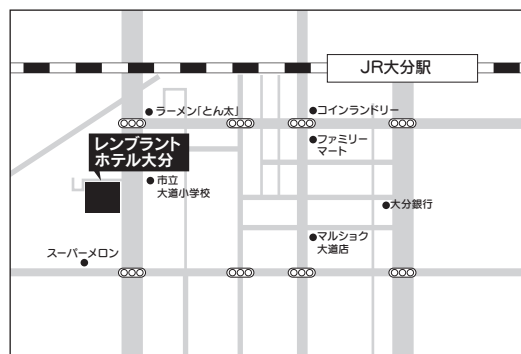 JR大分駅
ラーメン「とん太」
コインランドリー
ファミリー
マート
レンブラント
ホテル大分
市立
大道小学校
大分銀行
マルショク
大道店
スーパーメロン